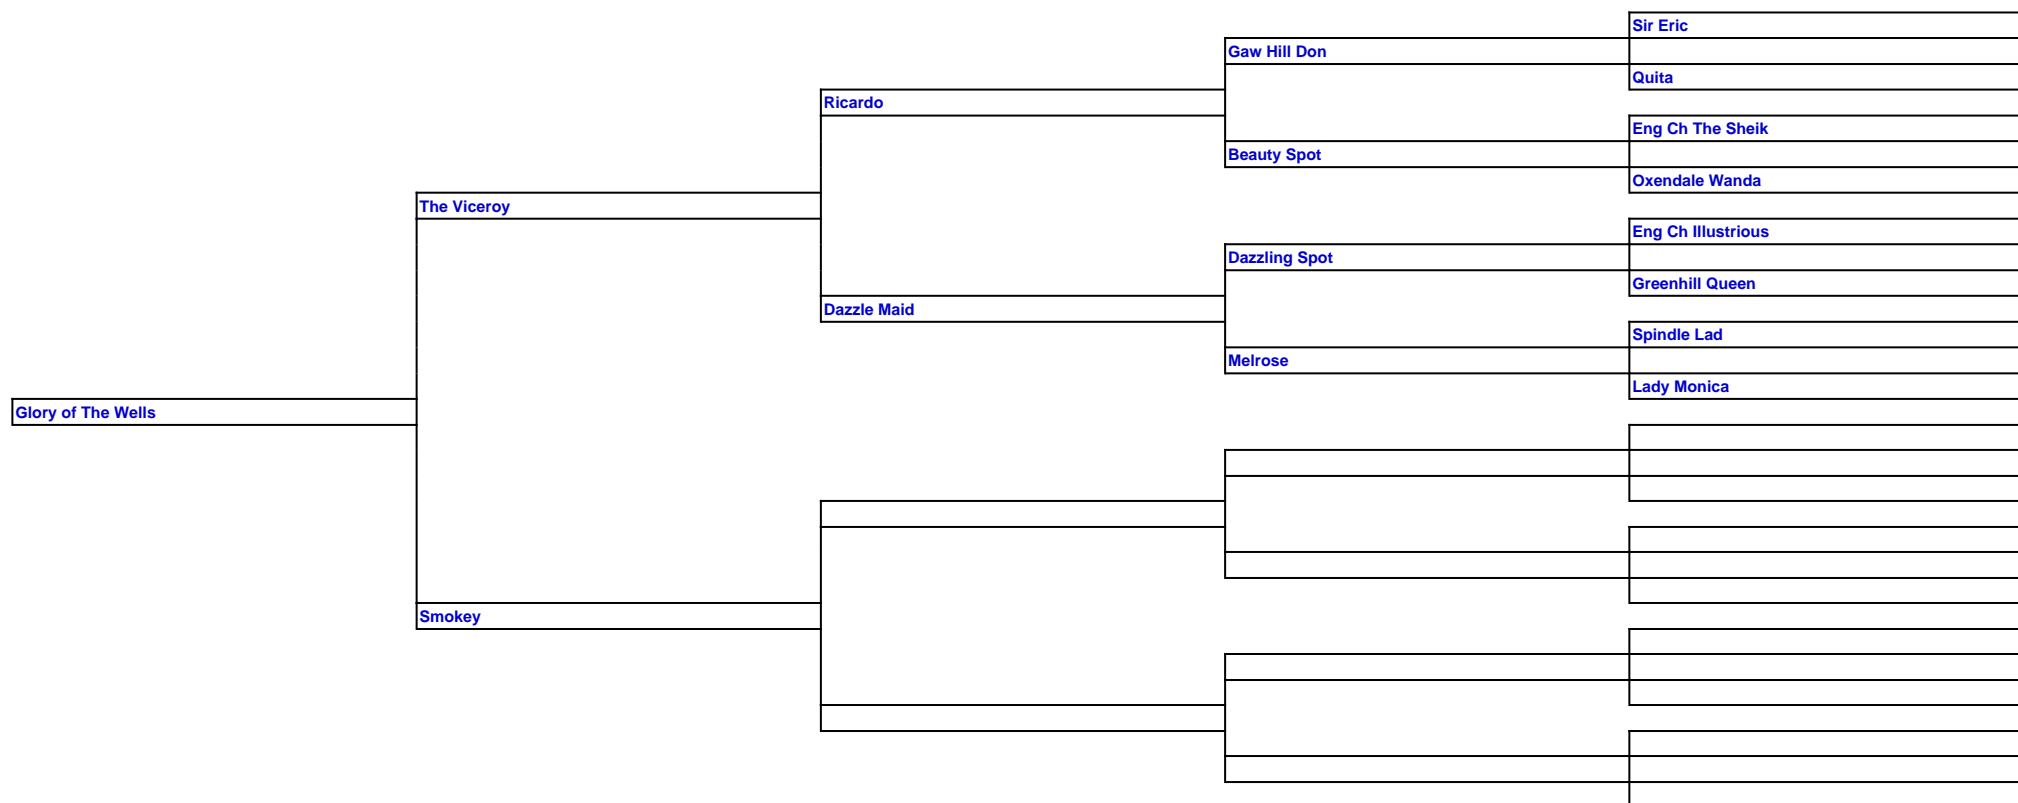 Sir Eric
Gaw Hill Don
Quita
Ricardo
Eng Ch The Sheik
Beauty Spot
Oxendale Wanda
The Viceroy
Eng Ch Illustrious
Dazzling Spot
Greenhill Queen
Dazzle Maid
Spindle Lad
Melrose
Lady Monica
Glory of The Wells
Smokey